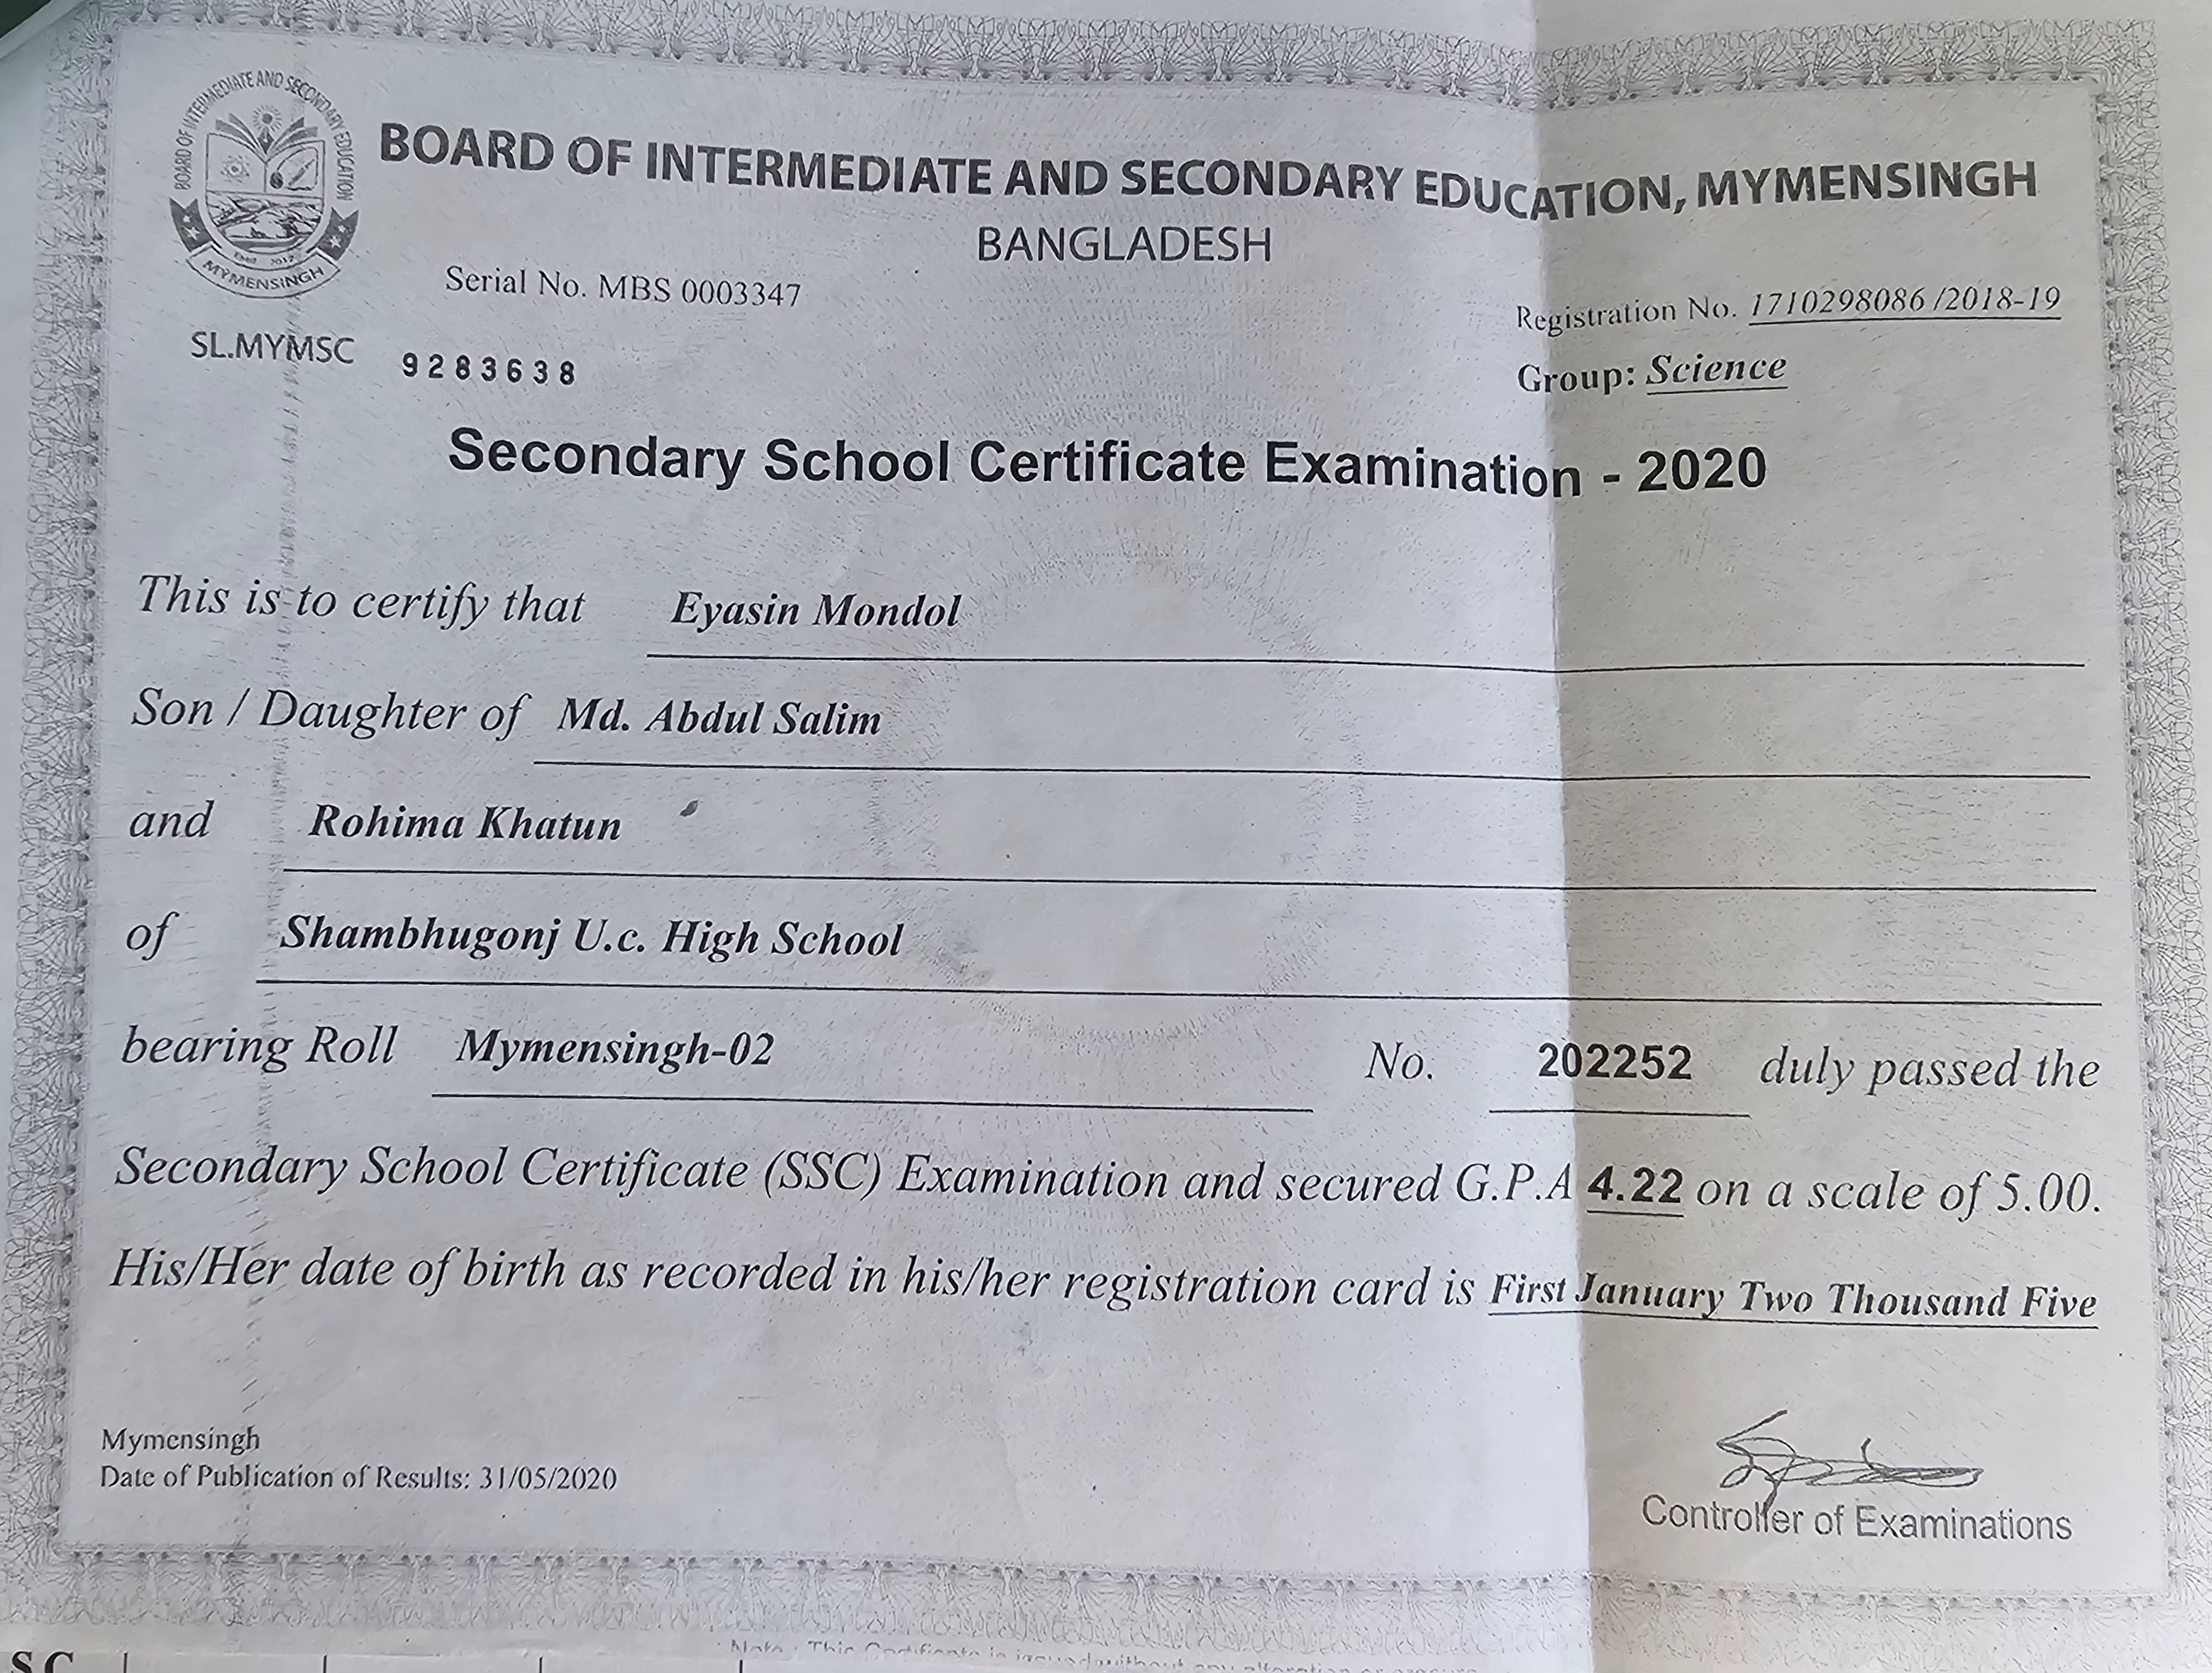 BOARD OF INTERMEDIATE AND SECONDARY EDUCATION
Estd 2017
MYMENSINGH
BOARD OF INTERMEDIATE AND SECONDARY EDUCATION, MYMENSINGH
BANGLADESH
Serial No. MBS 0003347
Registration No. 1710298086 /2018-19
SL.MYMSC 9283638
Group: Science
Secondary School Certificate Examination - 2020
This is to certify that Eyasin Mondol
Son / Daughter of Md. Abdul Salim
and Rohima Khatun
of Shambhugonj U.c. High School
bearing Roll Mymensingh-02 No. 202252 duly passed the
Secondary School Certificate (SSC) Examination and secured G.P.A 4.22 on a scale of 5.00.
His/Her date of birth as recorded in his/her registration card is First January Two Thousand Five
Mymensingh
Date of Publication of Results: 31/05/2020
Controller of Examinations
Note : This Certificate is issued without any alteration or erasure
SC